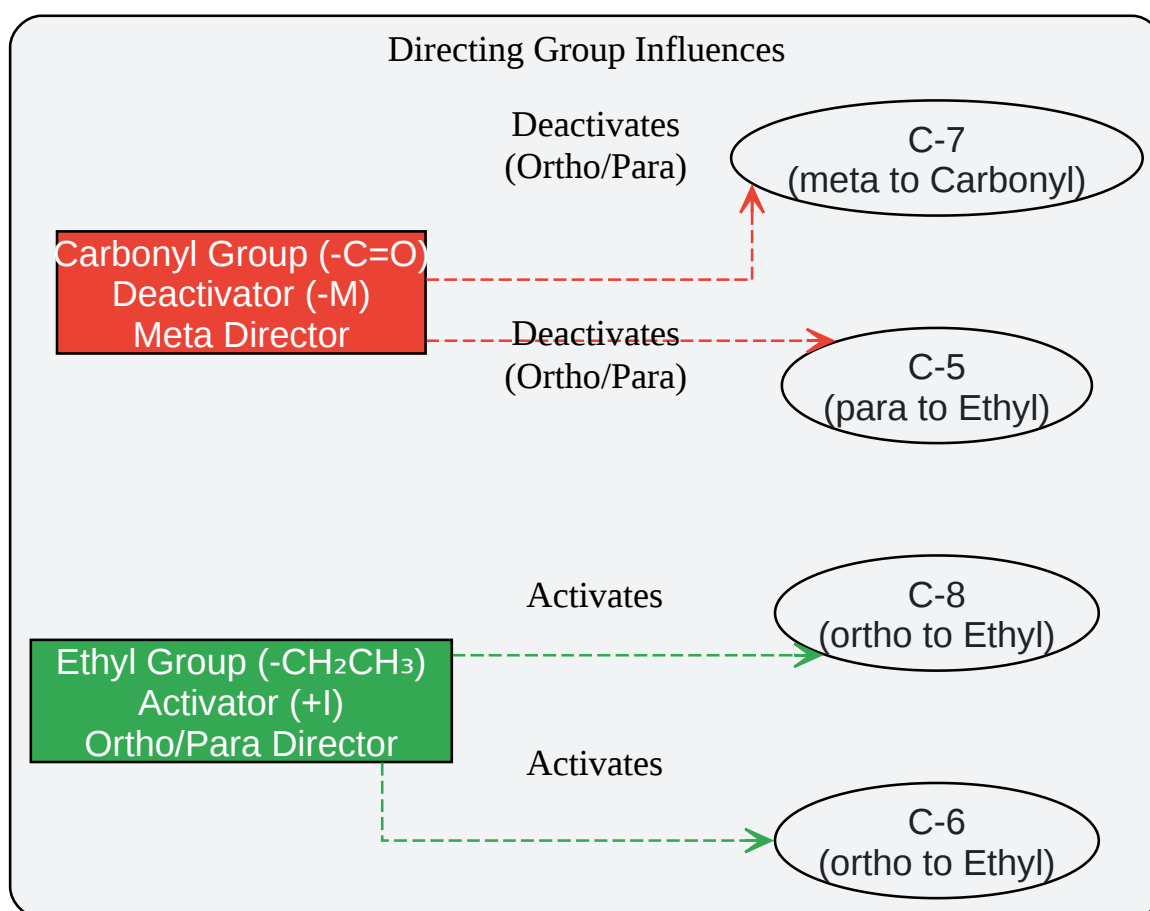 Directing Group Influences
Deactivates
(Ortho/Para)
C-7
(meta to Carbonyl)
Carbonyl Group (-C=O)
Deactivator (-M)
Meta Director
Deactivates
(Ortho/Para)
C-5
(para to Ethyl)
Activates
C-8
(ortho to Ethyl)
Ethyl Group (-CH₂CH₃)
Activator (+I)
Ortho/Para Director
Activates
C-6
(ortho to Ethyl)